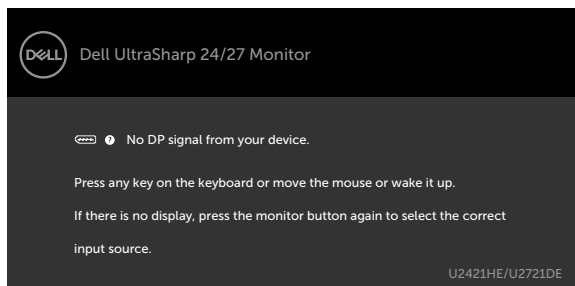 DELL
Dell UltraSharp 24/27 Monitor
? No DP signal from your device.
Press any key on the keyboard or move the mouse or wake it up.
If there is no display, press the monitor button again to select the correct
input source.
U2421HE/U2721DE